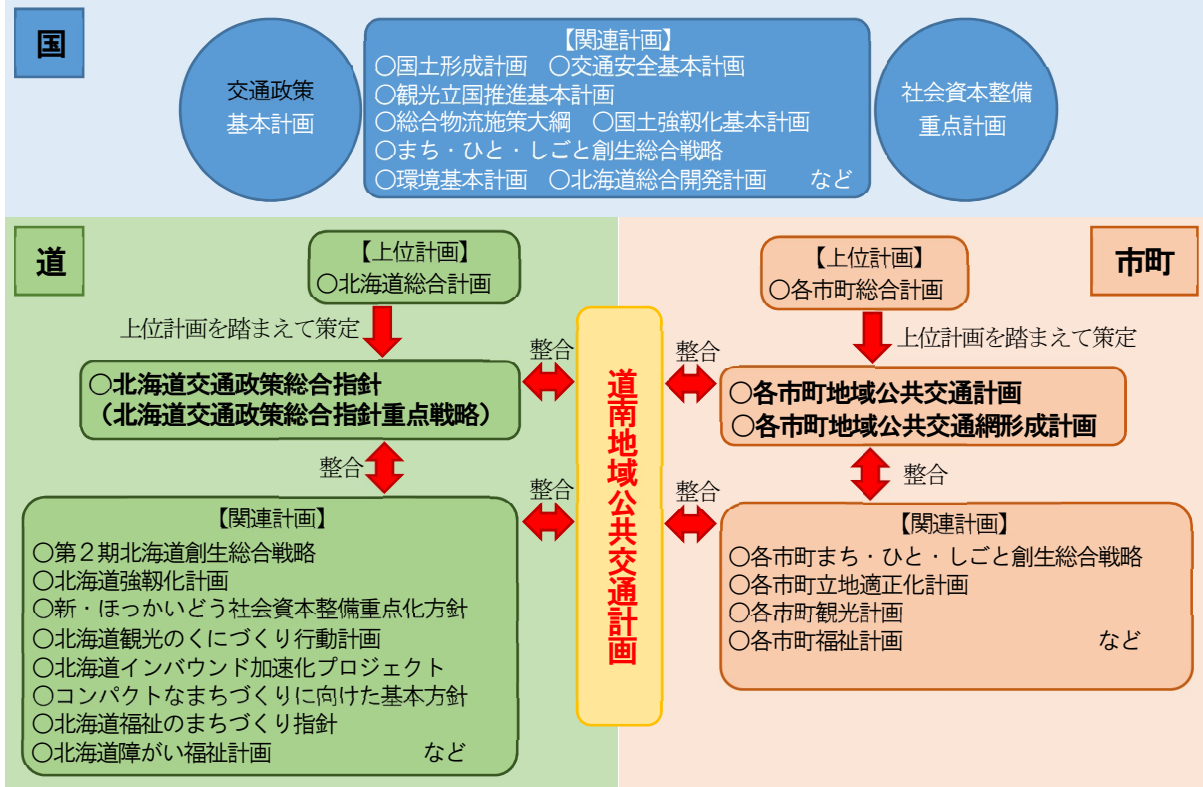 国
交通政策
基本計画
【関連計画】
○国土形成計画　○交通安全基本計画
○観光立国推進基本計画
○総合物流施策大綱　○国土強靱化基本計画
○まち・ひと・しごと創生総合戦略
○環境基本計画　○北海道総合開発計画　　など
社会資本整備
重点計画
道
【上位計画】
○北海道総合計画
上位計画を踏まえて策定
○北海道交通政策総合指針
（北海道交通政策総合指針重点戦略）
整合
整合
整合
【関連計画】
○第２期北海道創生総合戦略
○北海道強靱化計画
○新・ほっかいどう社会資本整備重点化方針
○北海道観光のくにづくり行動計画
○北海道インバウンド加速化プロジェクト
○コンパクトなまちづくりに向けた基本方針
○北海道福祉のまちづくり指針
○北海道障がい福祉計画　　　　　　　など
道南地域公共交通計画
市町
【上位計画】
○各市町総合計画
上位計画を踏まえて策定
整合
○各市町地域公共交通計画
○各市町地域公共交通網形成計画
整合
整合
【関連計画】
○各市町まち・ひと・しごと創生総合戦略
○各市町立地適正化計画
○各市町観光計画
○各市町福祉計画　　　　　　　　　など